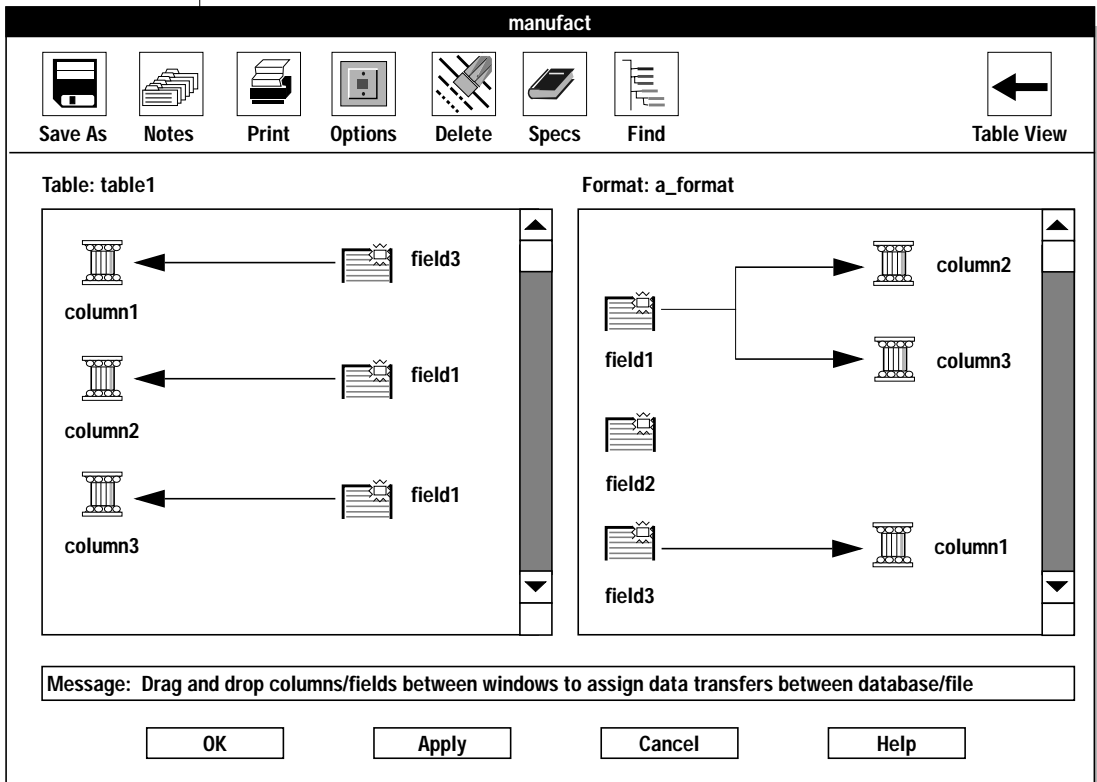 manufact
Save As Notes Print Options Delete Specs Find Table View
Table: table1
field3
column1
field1
column2
field1
column3
Format: a_format
column2
field1
column3
field2
column1
field3
Message: Drag and drop columns/fields between windows to assign data transfers between database/file
OK Apply Cancel Help